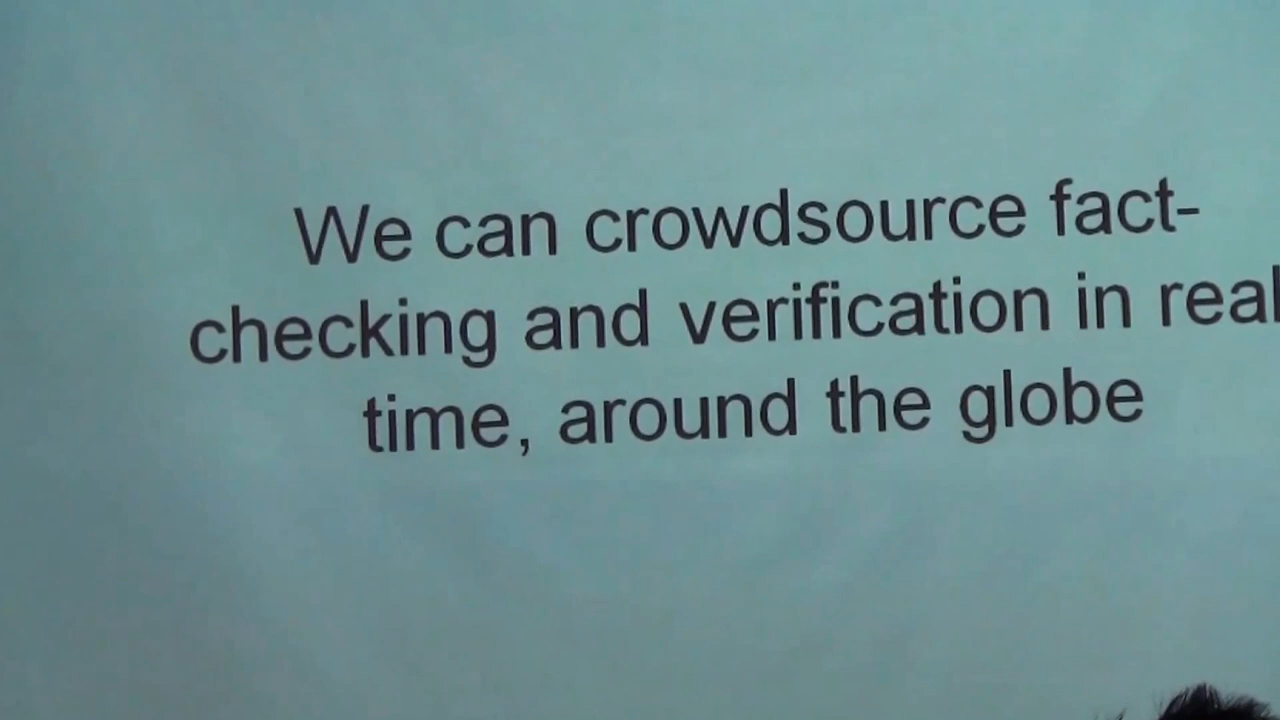 We can crowdsource fact-
checking and verification in real
time, around the globe